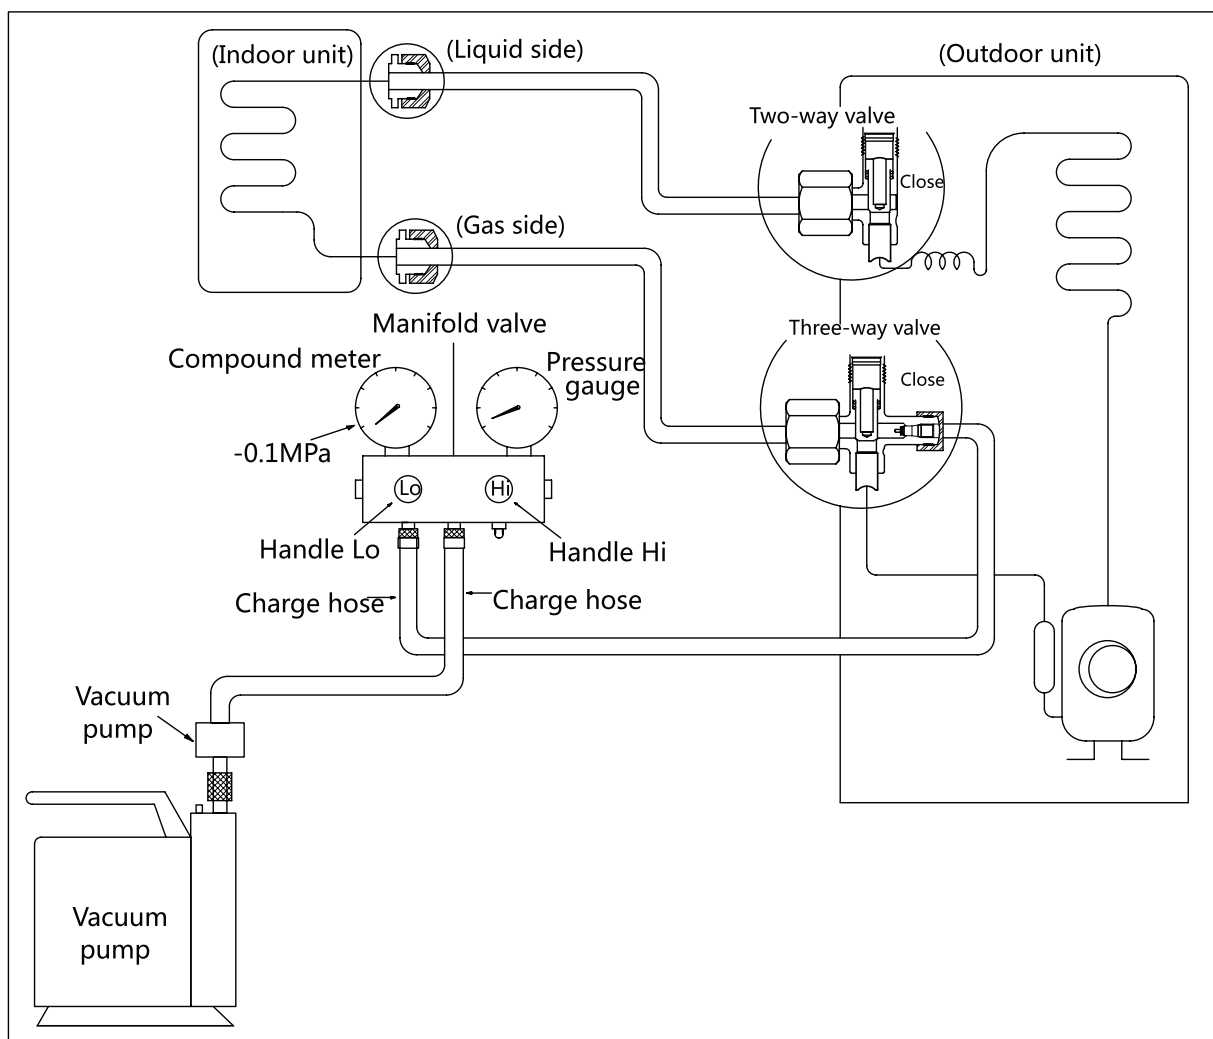 (Indoor unit)
(Liquid side)
(Outdoor unit)
Two-way valve
Close
(Gas side)
Manifold valve
Three-way valve
Compound meter
Pressure
gauge
Close
-0.1MPa
Lo
Hi
Handle Lo
Handle Hi
Charge hose
Charge hose
Vacuum
pump
Vacuum
pump